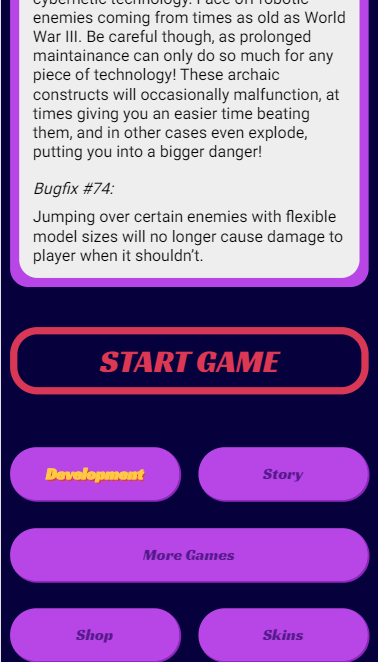 cybernetic technology. Face off robotic
enemies coming from times as old as World
War III. Be careful though, as prolonged
maintainance can only do so much for any
piece of technology! These archaic
constructs will occasionally malfunction, at
times giving you an easier time beating
them, and in other cases even explode,
putting you into a bigger danger!
Bugfix #74:
Jumping over certain enemies with flexible
model sizes will no longer cause damage to
player when it shouldn't.
START GAME
Development
Story
More Games
Shop
Skins